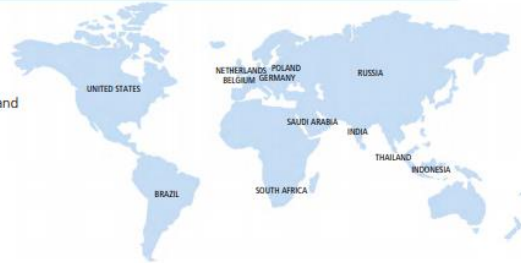 NETHERLANDS POLAND
BELGIUM GERMANY
RUSSIA
UNITED STATES
and
SAUDI ARABIA
INDIA
THAILAND
INDONESIA
BRAZIL
SOUTH AFRICA